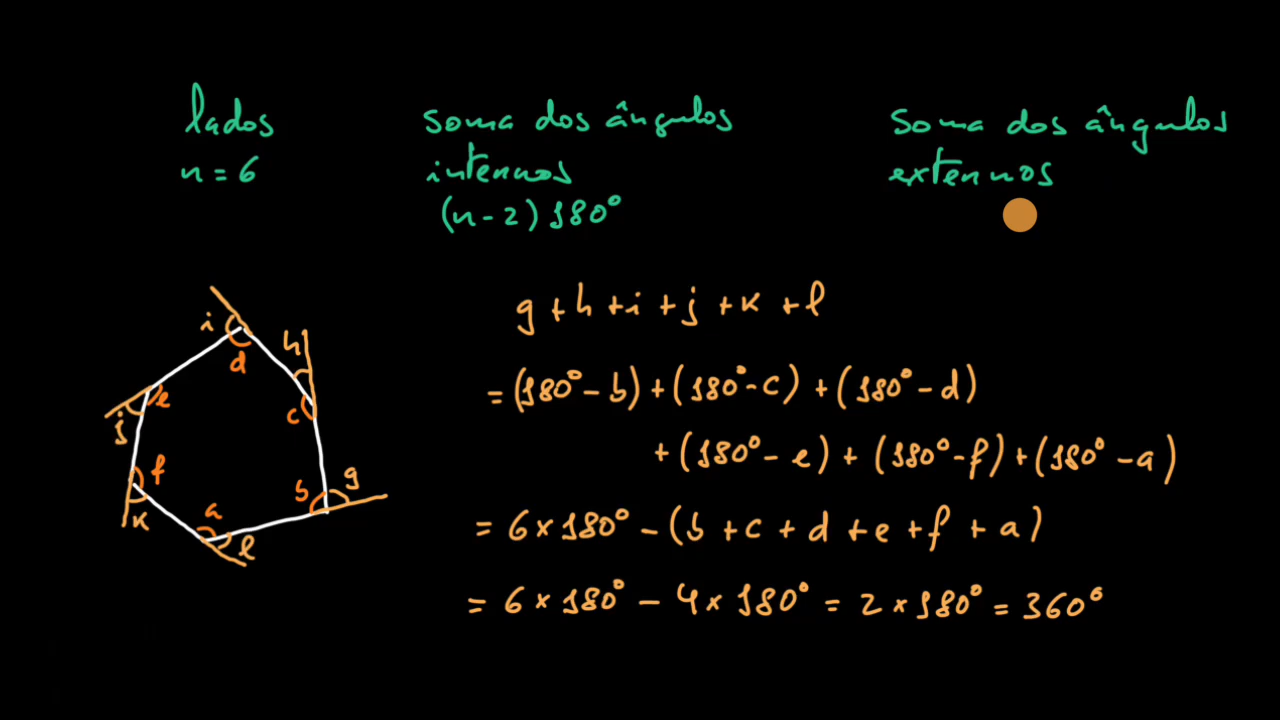 lados
n = 6
soma dos ângulos
internos
(n - 2) 180°
soma dos ângulos
externos
g + h + i + j + k + l
= (180° - b) + (180° - c) + (180° - d)
+ (180° - e) + (180° - f) + (180° - a)
= 6 × 180° - (b + c + d + e + f + a)
= 6 × 180° - 4 × 180° = 2 × 180° = 360°
i
d
h
e
j
c
f
k
b
g
a
l